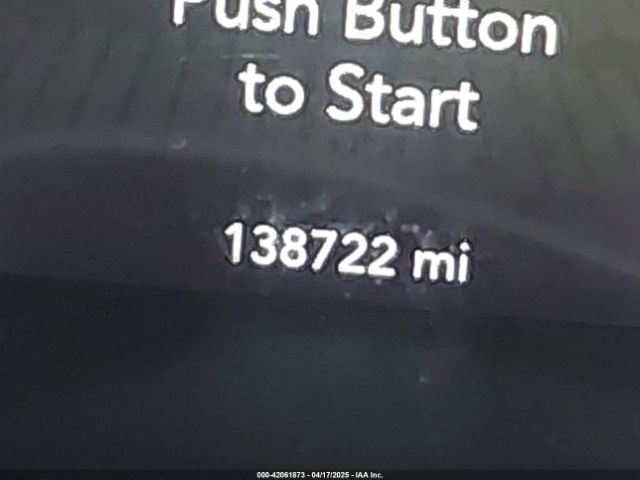 Push Button
to Start
138722 mi
000-42061873 - 04/17/2025 - IAA Inc.